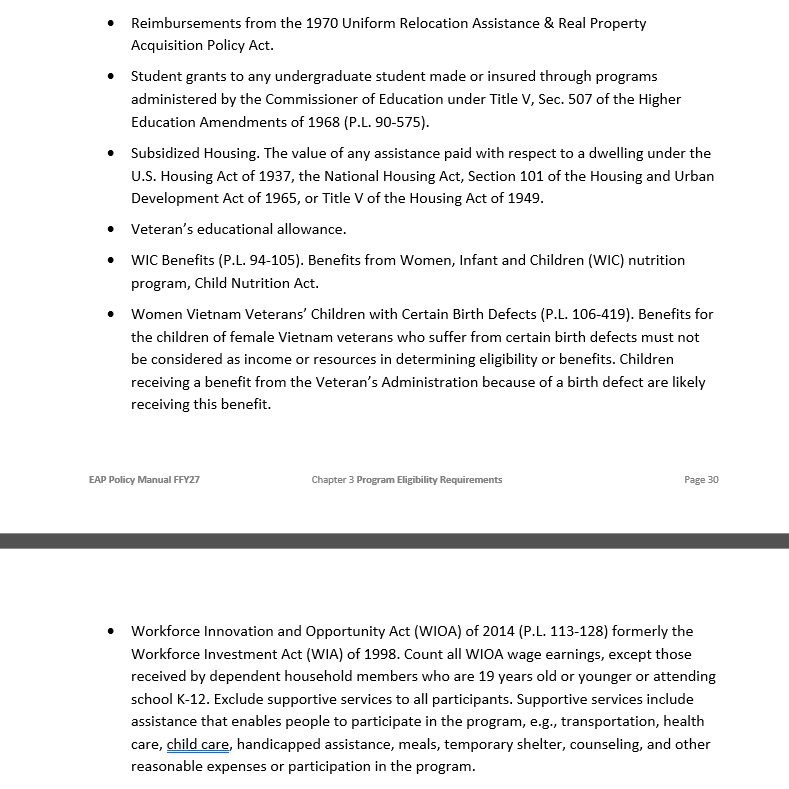 • Reimbursements from the 1970 Uniform Relocation Assistance & Real Property
Acquisition Policy Act.
• Student grants to any undergraduate student made or insured through programs
administered by the Commissioner of Education under Title V, Sec. 507 of the Higher
Education Amendments of 1968 (P.L. 90-575).
• Subsidized Housing. The value of any assistance paid with respect to a dwelling under the
U.S. Housing Act of 1937, the National Housing Act, Section 101 of the Housing and Urban
Development Act of 1965, or Title V of the Housing Act of 1949.
• Veteran’s educational allowance.
• WIC Benefits (P.L. 94-105). Benefits from Women, Infant and Children (WIC) nutrition
program, Child Nutrition Act.
• Women Vietnam Veterans’ Children with Certain Birth Defects (P.L. 106-419). Benefits for
the children of female Vietnam veterans who suffer from certain birth defects must not
be considered as income or resources in determining eligibility or benefits. Children
receiving a benefit from the Veteran’s Administration because of a birth defect are likely
receiving this benefit.
EAP Policy Manual FFY27 Chapter 3 Program Eligibility Requirements Page 30
• Workforce Innovation and Opportunity Act (WIOA) of 2014 (P.L. 113-128) formerly the
Workforce Investment Act (WIA) of 1998. Count all WIOA wage earnings, except those
received by dependent household members who are 19 years old or younger or attending
school K-12. Exclude supportive services to all participants. Supportive services include
assistance that enables people to participate in the program, e.g., transportation, health
care, child care, handicapped assistance, meals, temporary shelter, counseling, and other
reasonable expenses or participation in the program.